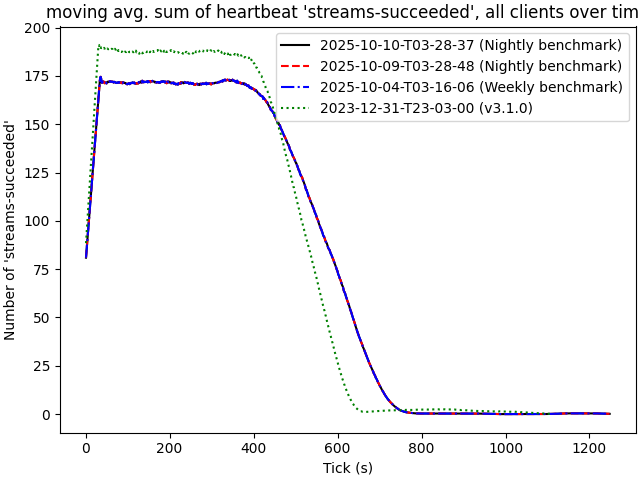 moving avg. sum of heartbeat 'streams-succeeded', all clients over tim
200
175
150
125
100
75
50
25
0
Number of 'streams-succeeded'
2025-10-10-T03-28-37 (Nightly benchmark)
2025-10-09-T03-28-48 (Nightly benchmark)
2025-10-04-T03-16-06 (Weekly benchmark)
2023-12-31-T23-03-00 (v3.1.0)
0 200 400 600 800 1000 1200
Tick (s)